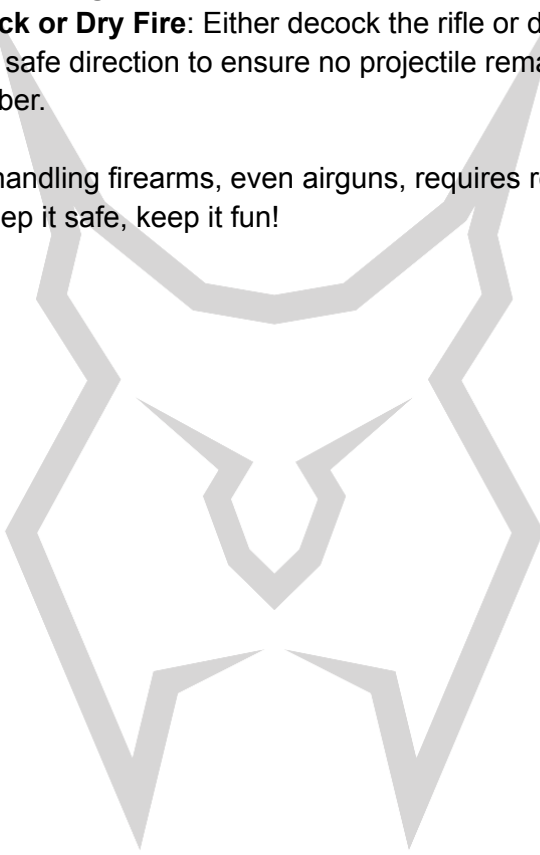 ck or Dry Fire: Either decock the rifle or d
safe direction to ensure no projectile rema
ber.
handling firearms, even airguns, requires r
ep it safe, keep it fun!